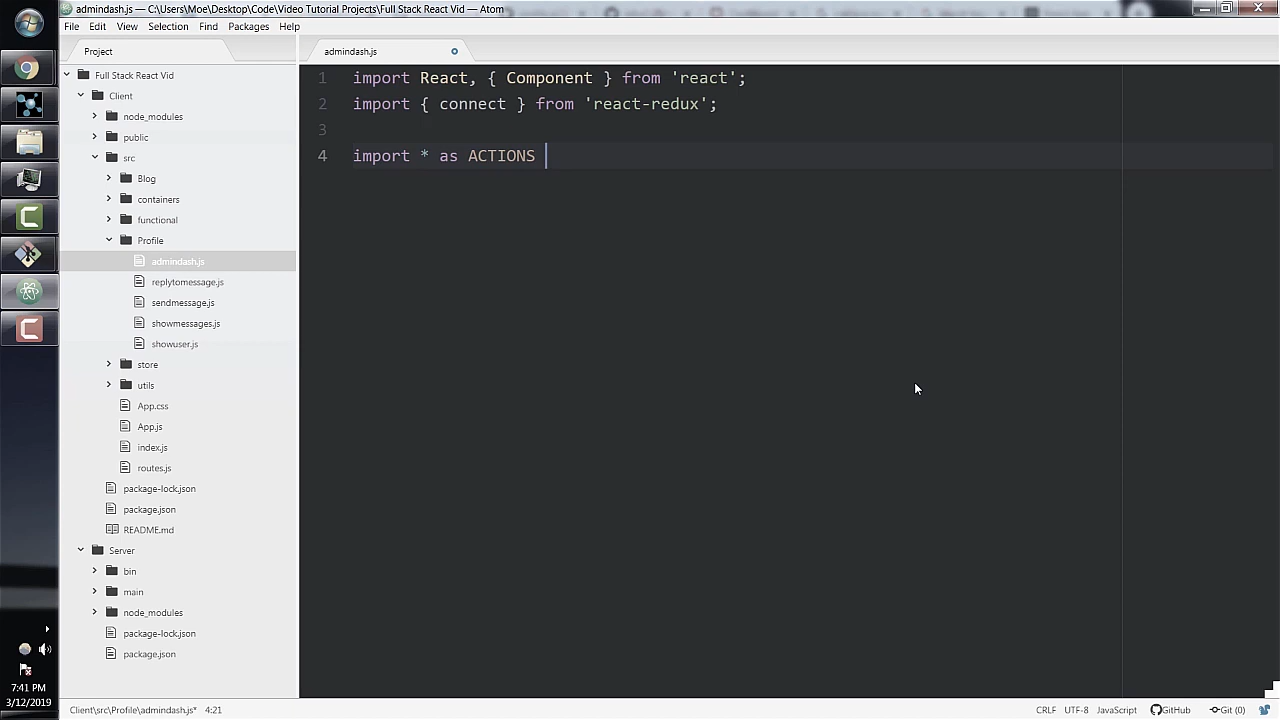 admindash.js — C:\Users\Moe\Desktop\Code\Video Tutorial Projects\Full Stack React Vid — Atom
File Edit View Selection Find Packages Help
Project
admindash.js
Full Stack React Vid
Client
node_modules
public
src
Blog
containers
functional
Profile
admindash.js
replytomessage.js
sendmessage.js
showmessages.js
showuser.js
store
utils
App.css
App.js
index.js
routes.js
package-lock.json
package.json
README.md
Server
bin
main
node_modules
package-lock.json
package.json
1 import React, { Component } from 'react';
2 import { connect } from 'react-redux';
3
4 import * as ACTIONS
7:41 PM
3/12/2019
Client\src\Profile\admindash.js* 4:21
CRLF UTF-8 JavaScript GitHub Git (0)